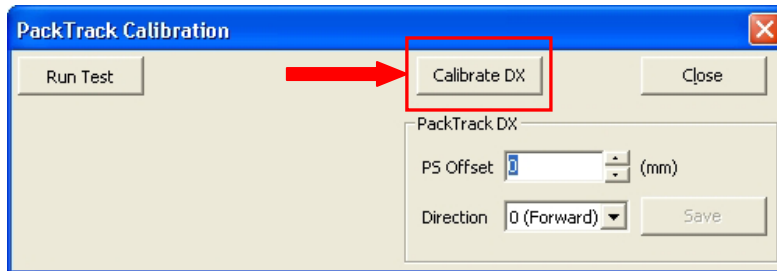 PackTrack Calibration
Run Test
Calibrate DX
Close
PackTrack DX
PS Offset 0 (mm)
Direction 0 (Forward) Save